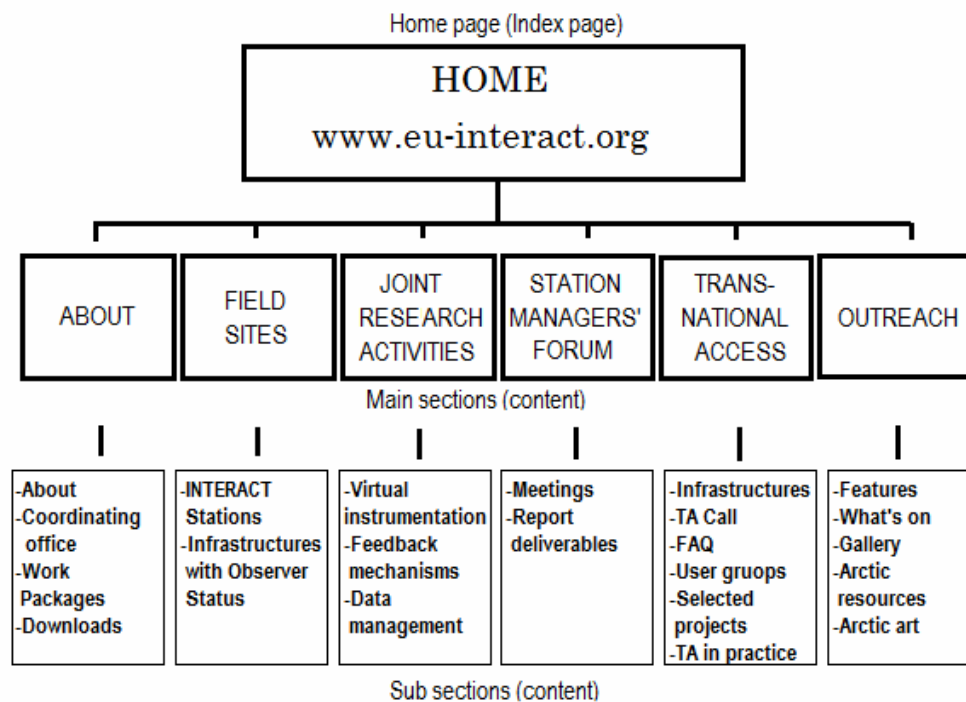 Home page (Index page)
HOME
www.eu-interact.org
ABOUT
FIELD
SITES
JOINT
RESEARCH
ACTIVITIES
STATION
MANAGERS'
FORUM
TRANS-
NATIONAL
ACCESS
OUTREACH
Main sections (content)
-About
-Coordinating
office
-Work
Packages
-Downloads
-INTERACT
Stations
-Infrastructures
with Observer
Status
-Virtual
instrumentation
-Feedback
mechanisms
-Data
management
-Meetings
-Report
deliverables
-Infrastructures
-TA Call
-FAQ
-User gruops
-Selected
projects
-TA in practice
-Features
-What's on
-Gallery
-Arctic
resources
-Arctic art
Sub sections (content)